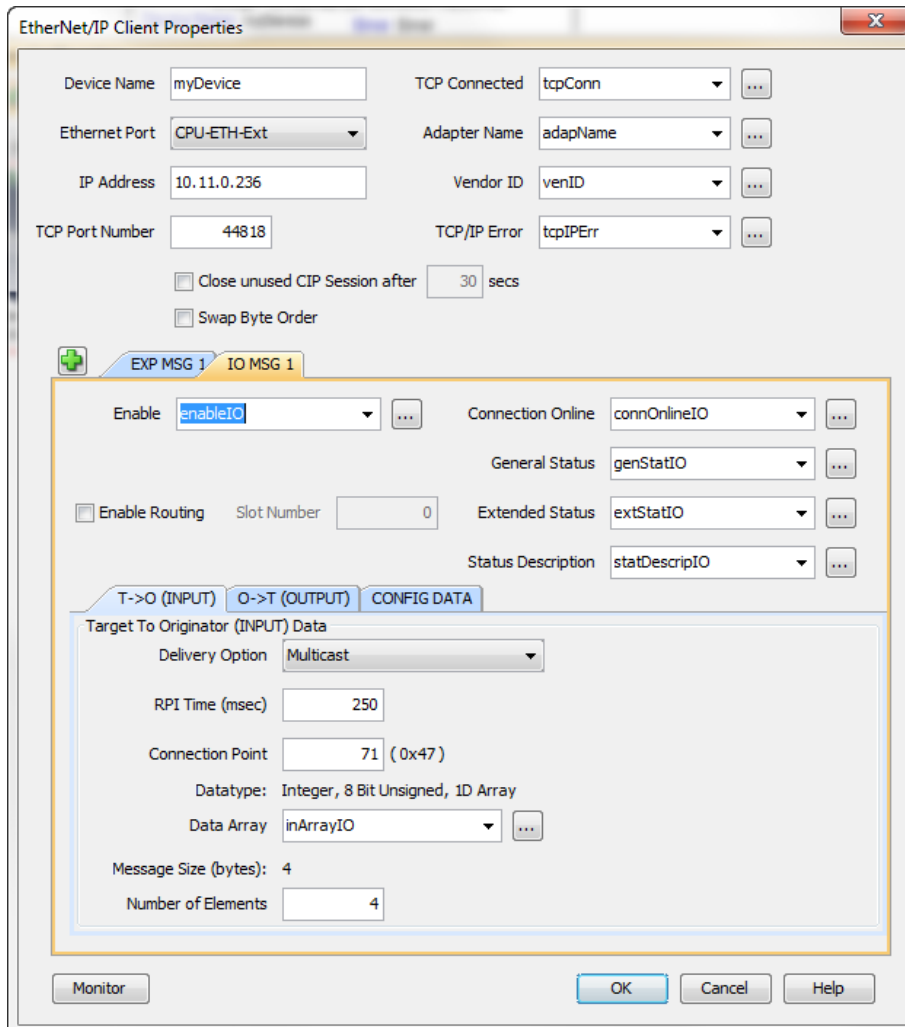 EtherNet/IP Client Properties
Device Name myDevice TCP Connected tcpConn ...
Ethernet Port CPU-ETH-Ext Adapter Name adapName ...
IP Address 10.11.0.236 Vendor ID venID ...
TCP Port Number 44818 TCP/IP Error tcpIPErr ...
Close unused CIP Session after 30 secs
Swap Byte Order
EXP MSG 1 IO MSG 1
Enable enableIO ... Connection Online connOnlineIO ...
General Status genStatIO ...
Enable Routing Slot Number 0 Extended Status extStatIO ...
Status Description statDescripIO ...
T->O (INPUT) O->T (OUTPUT) CONFIG DATA
Target To Originator (INPUT) Data
Delivery Option Multicast
RPI Time (msec) 250
Connection Point 71 ( 0x47 )
Datatype: Integer, 8 Bit Unsigned, 1D Array
Data Array inArrayIO ...
Message Size (bytes): 4
Number of Elements 4
Monitor OK Cancel Help